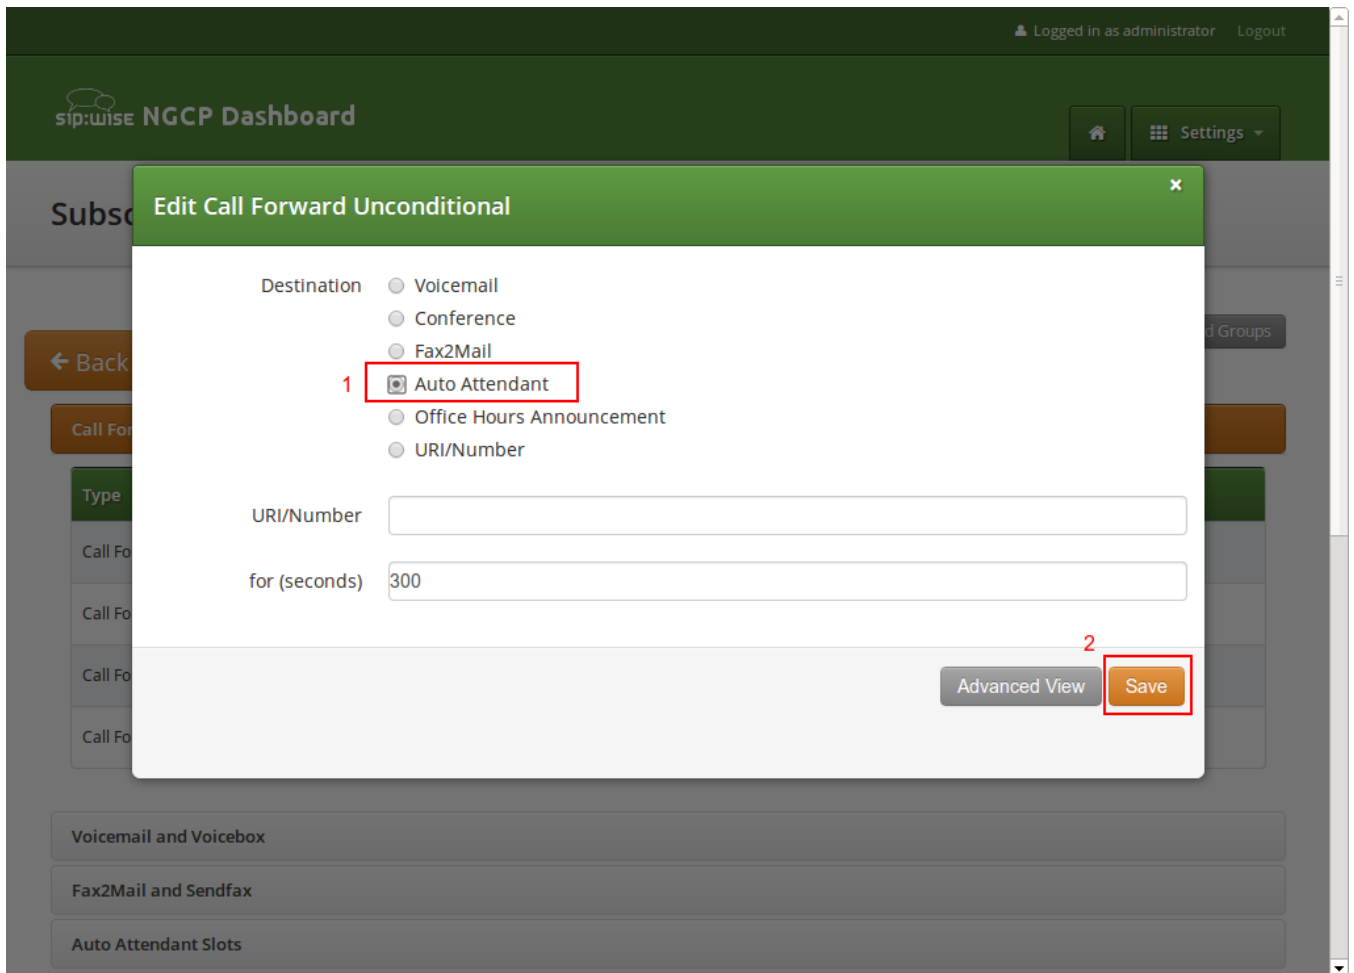 Logged in as administrator Logout
sip:wise NGCP Dashboard
Settings
Subsc
Edit Call Forward Unconditional
×
Destination
Voicemail
Conference
Fax2Mail
1 Auto Attendant
Office Hours Announcement
URI/Number
d Groups
Back
Call For
Type
URI/Number
Call Fo
for (seconds) 300
Call Fo
2
Call Fo
Advanced View Save
Call Fo
Voicemail and Voicebox
Fax2Mail and Sendfax
Auto Attendant Slots